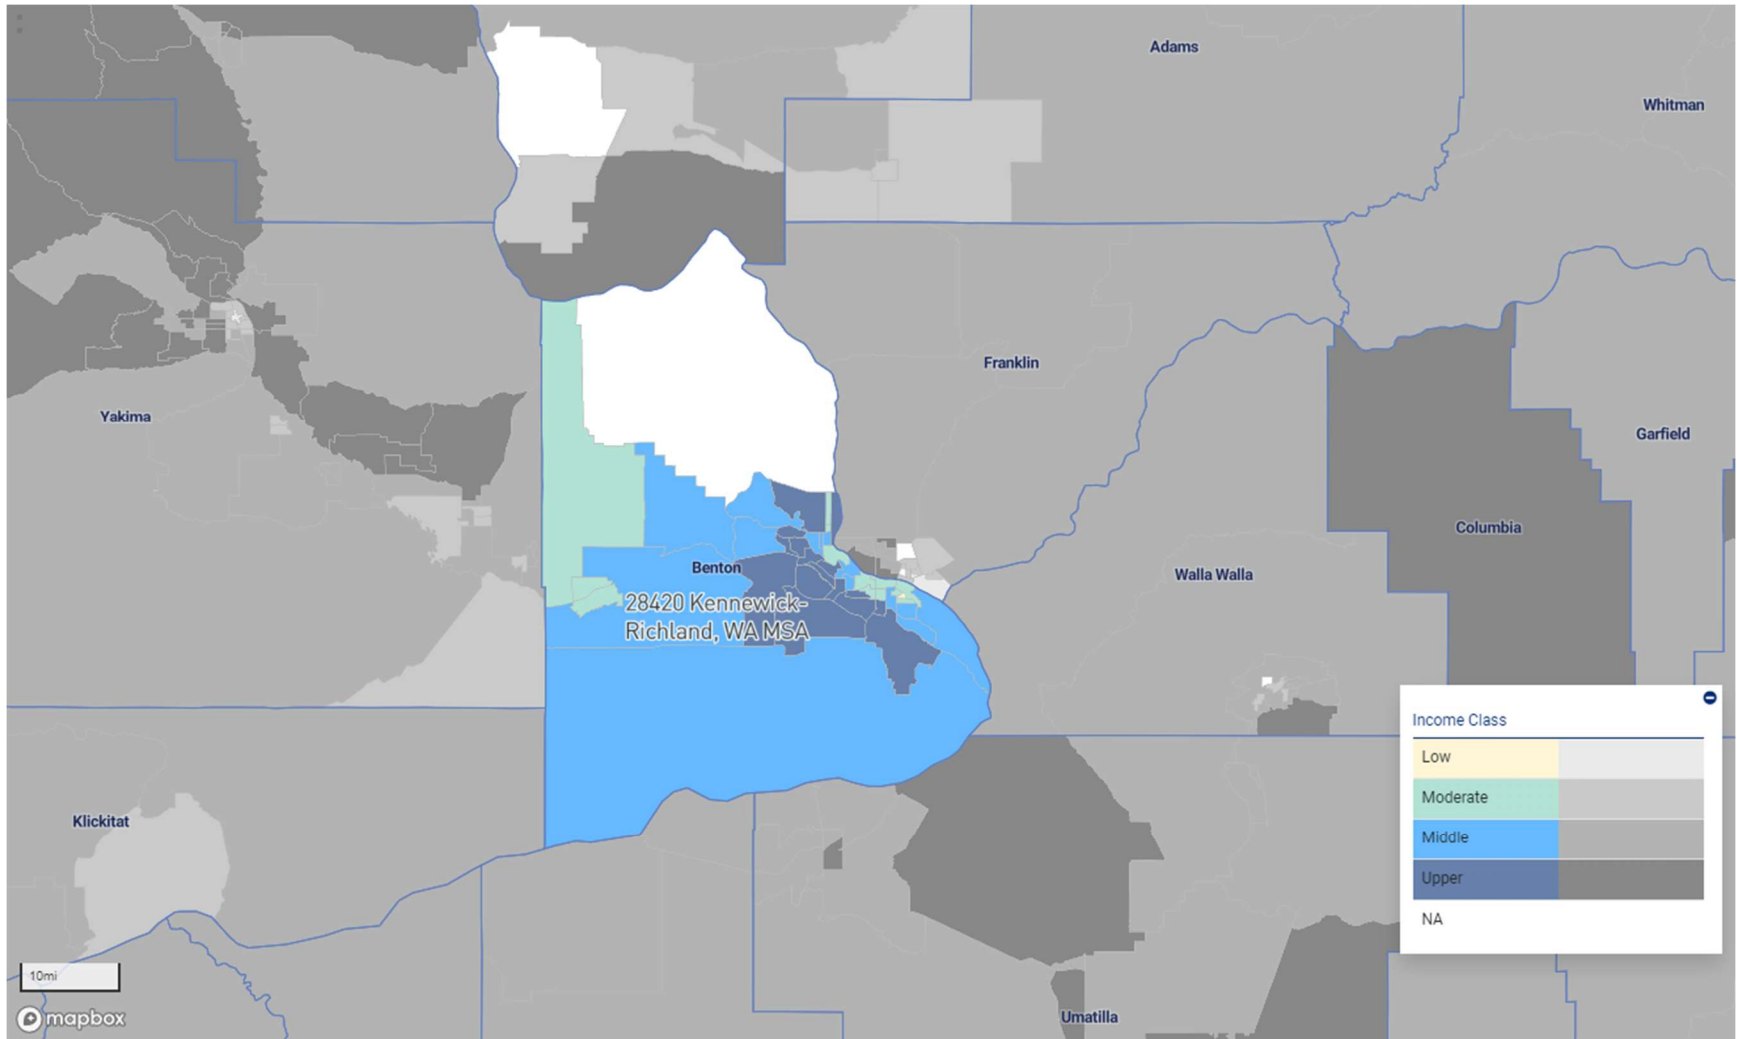 Adams
Whitman
Franklin
Yakima
Garfield
Columbia
Benton
Walla Walla
28420 Kennewick-
Richland, WA MSA
Klickitat
Umatilla
Income Class
Low
Moderate
Middle
Upper
NA
10mi
mapbox